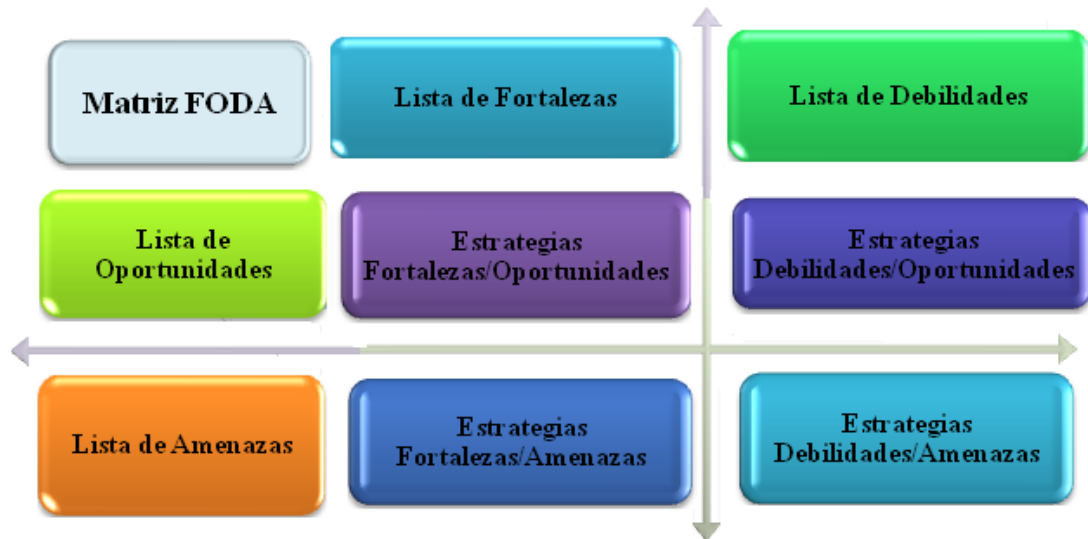 Matriz FODA
Lista de Fortalezas
Lista de Debilidades
Lista de
Oportunidades
Estrategias
Fortalezas/Oportunidades
Estrategias
Debilidades/Oportunidades
Lista de Amenazas
Estrategias
Fortalezas/Amenazas
Estrategias
Debilidades/Amenazas